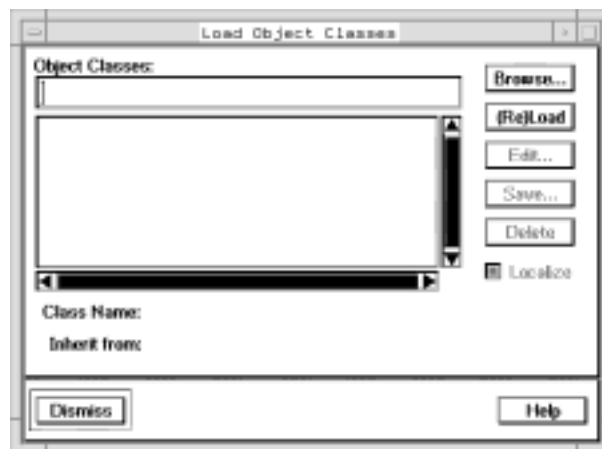 Load Object Classes
Object Classes:
Browse...
(Re)Load
Edit...
Save...
Delete
Localize
Class Name:
Inherit from:
Dismiss
Help